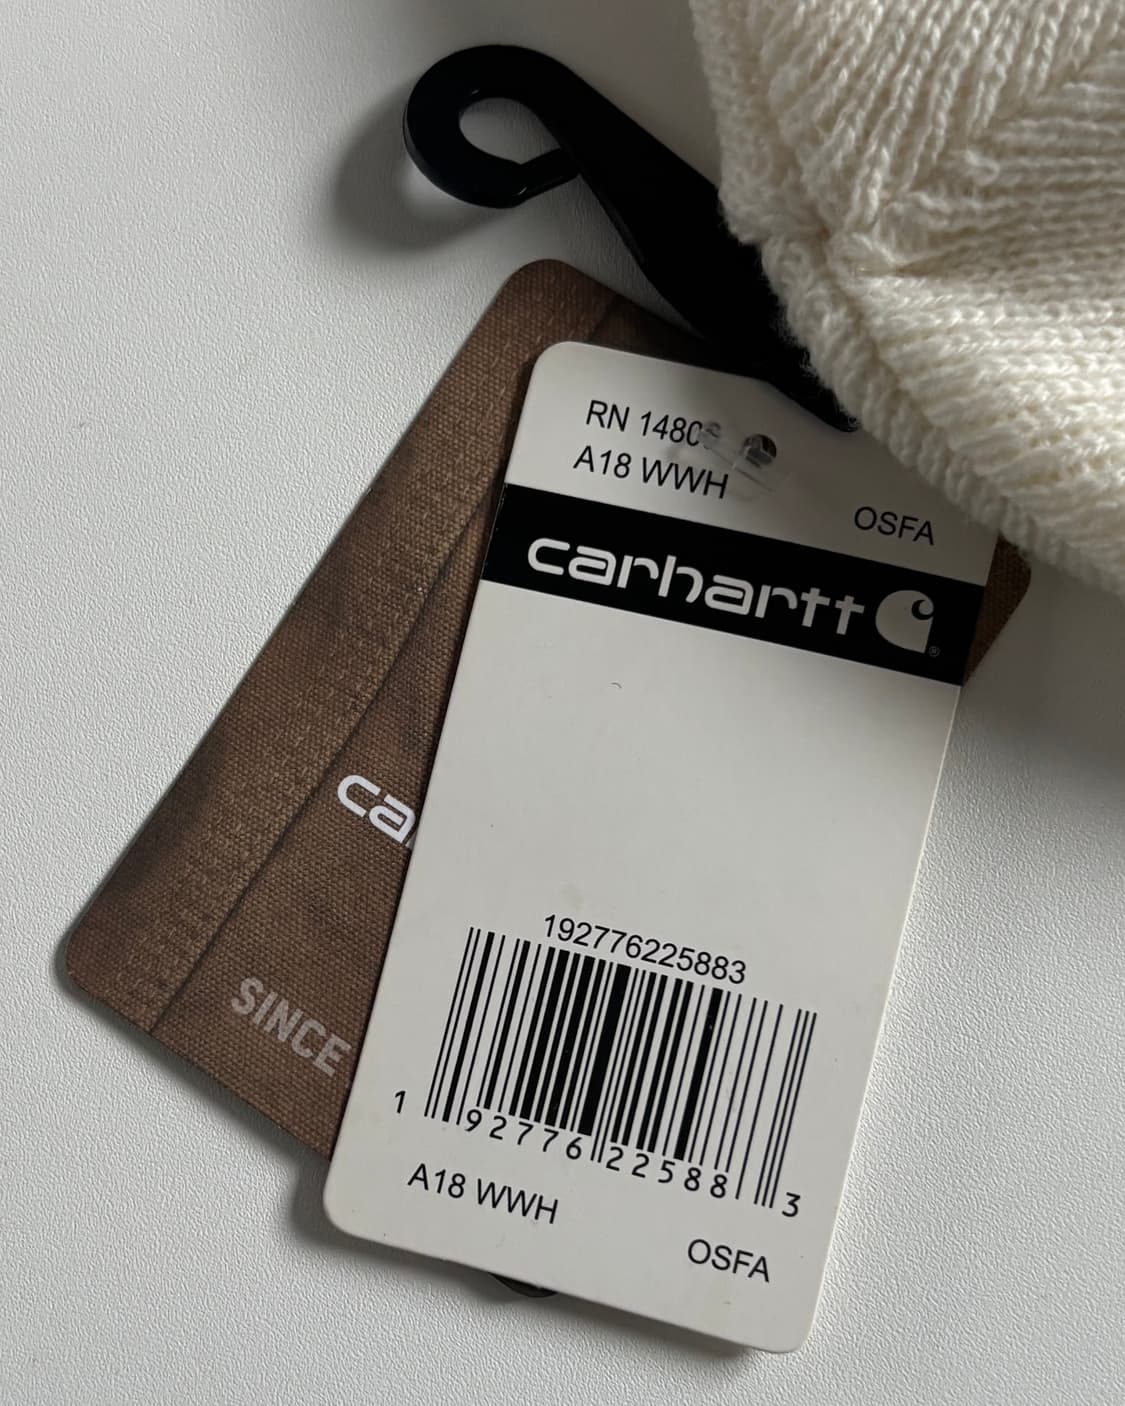 RN 1480
A18 WWH
OSFA
carhartt
ca
SINCE
192776225883
1 92776 22588 3
A18 WWH
OSFA